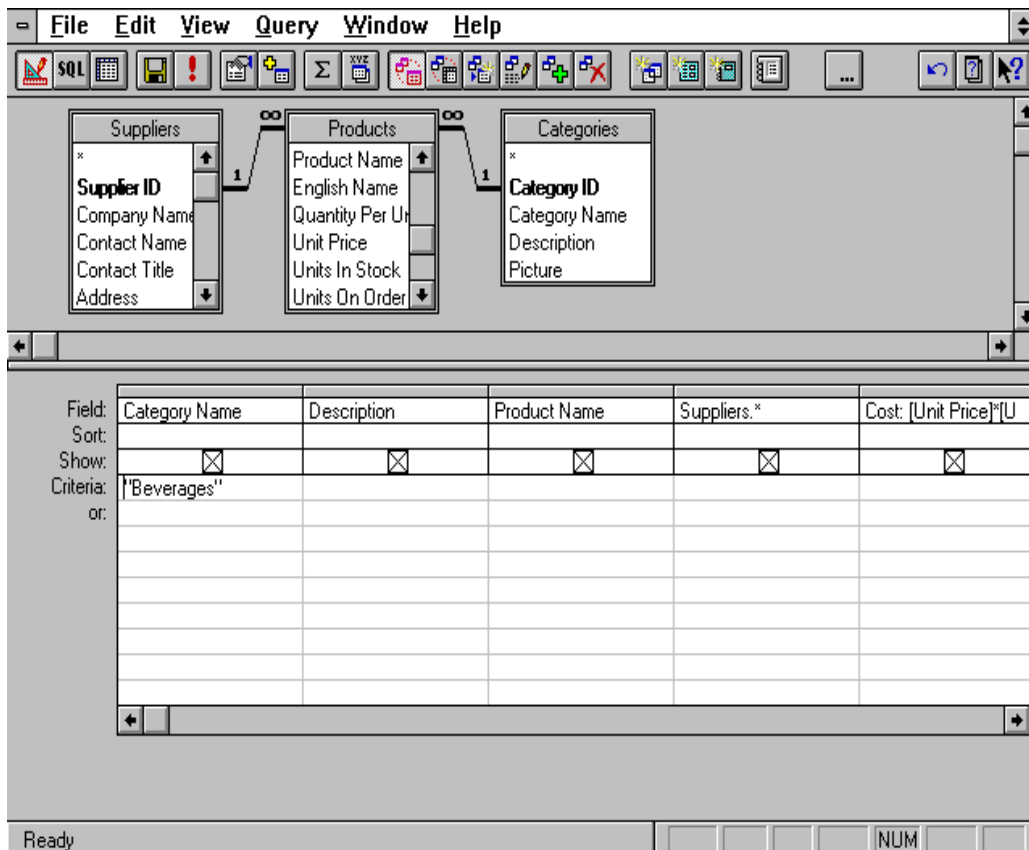 File Edit View Query Window Help
SQL Σ XYZ ... ?
Suppliers
*
Supplier ID
Company Name
Contact Name
Contact Title
Address
∞
1
Products
Product Name
English Name
Quantity Per Un
Unit Price
Units In Stock
Units On Order
∞
1
Categories
*
Category ID
Category Name
Description
Picture
Field: Category Name Description Product Name Suppliers.* Cost: [Unit Price]*[U
Sort:
Show:
Criteria: "Beverages"
or:
Ready NUM